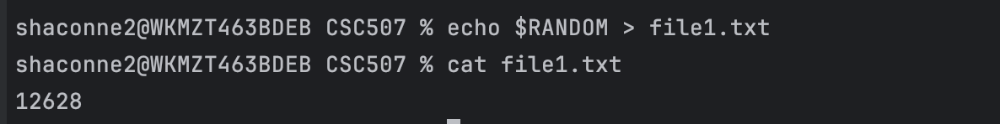 shaconne2@WKMZT463BDEB CSC507 % echo $RANDOM > file1.txt
shaconne2@WKMZT463BDEB CSC507 % cat file1.txt
12628